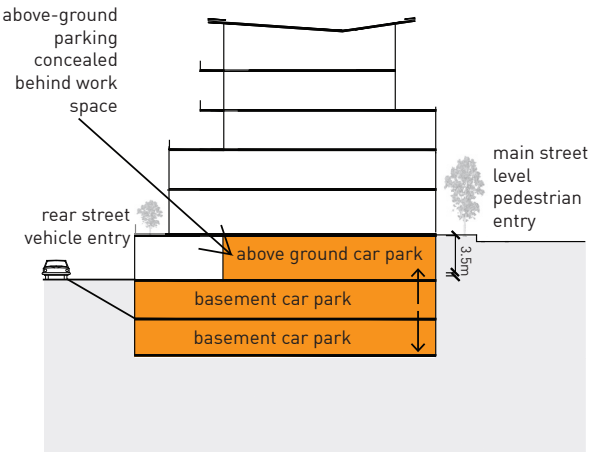 above-ground
parking
concealed
behind work
space
main street
level
pedestrian
entry
rear street
vehicle entry
above ground car park
3.5m
basement car park
basement car park